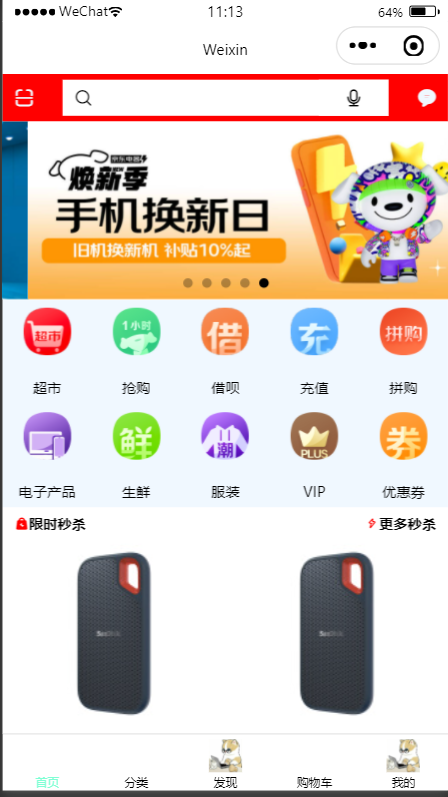 WeChat 11:13 64%
Weixin
京东电器
焕新季
手机换新日
旧机换新机 补贴10%起
超市 1小时 借 充 拼购
超市 抢购 借呗 充值 拼购
鲜 潮 PLUS 券
电子产品 生鲜 服装 VIP 优惠券
限时秒杀 更多秒杀
SanDisk SanDisk
首页 分类 发现 购物车 我的